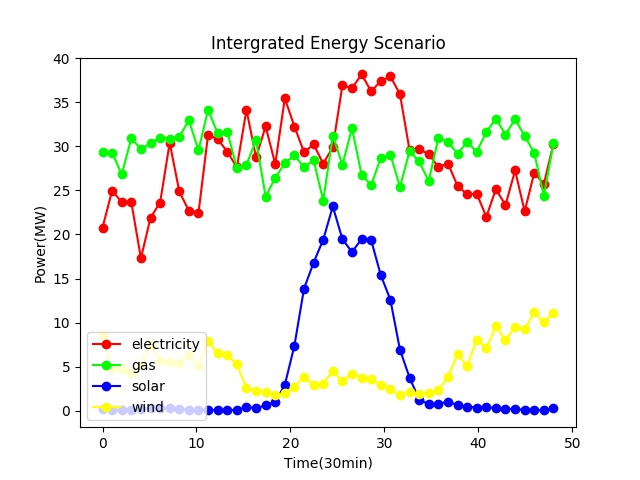 Intergrated Energy Scenario
Power(MW)
40
35
30
25
20
15
10
5
0
electricity
gas
solar
wind
0 10 20 30 40 50
Time(30min)